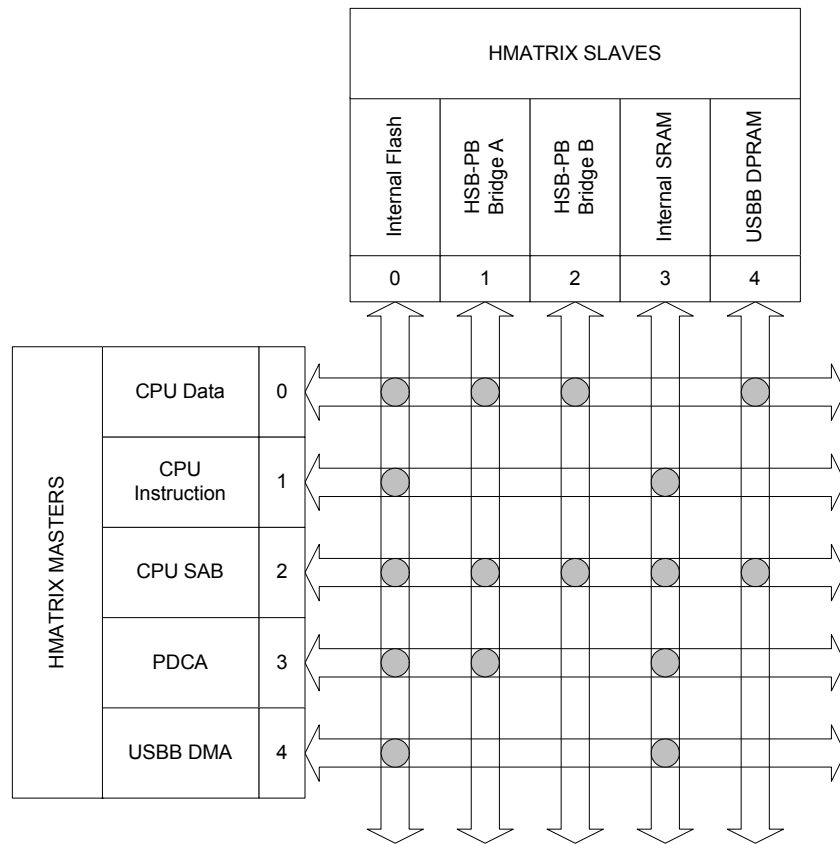 HMATRIX SLAVES
Internal Flash
HSB-PB
Bridge A
HSB-PB
Bridge B
Internal SRAM
USBB DPRAM
0
1
2
3
4
HMATRIX MASTERS
CPU Data
0
CPU
Instruction
1
CPU SAB
2
PDCA
3
USBB DMA
4